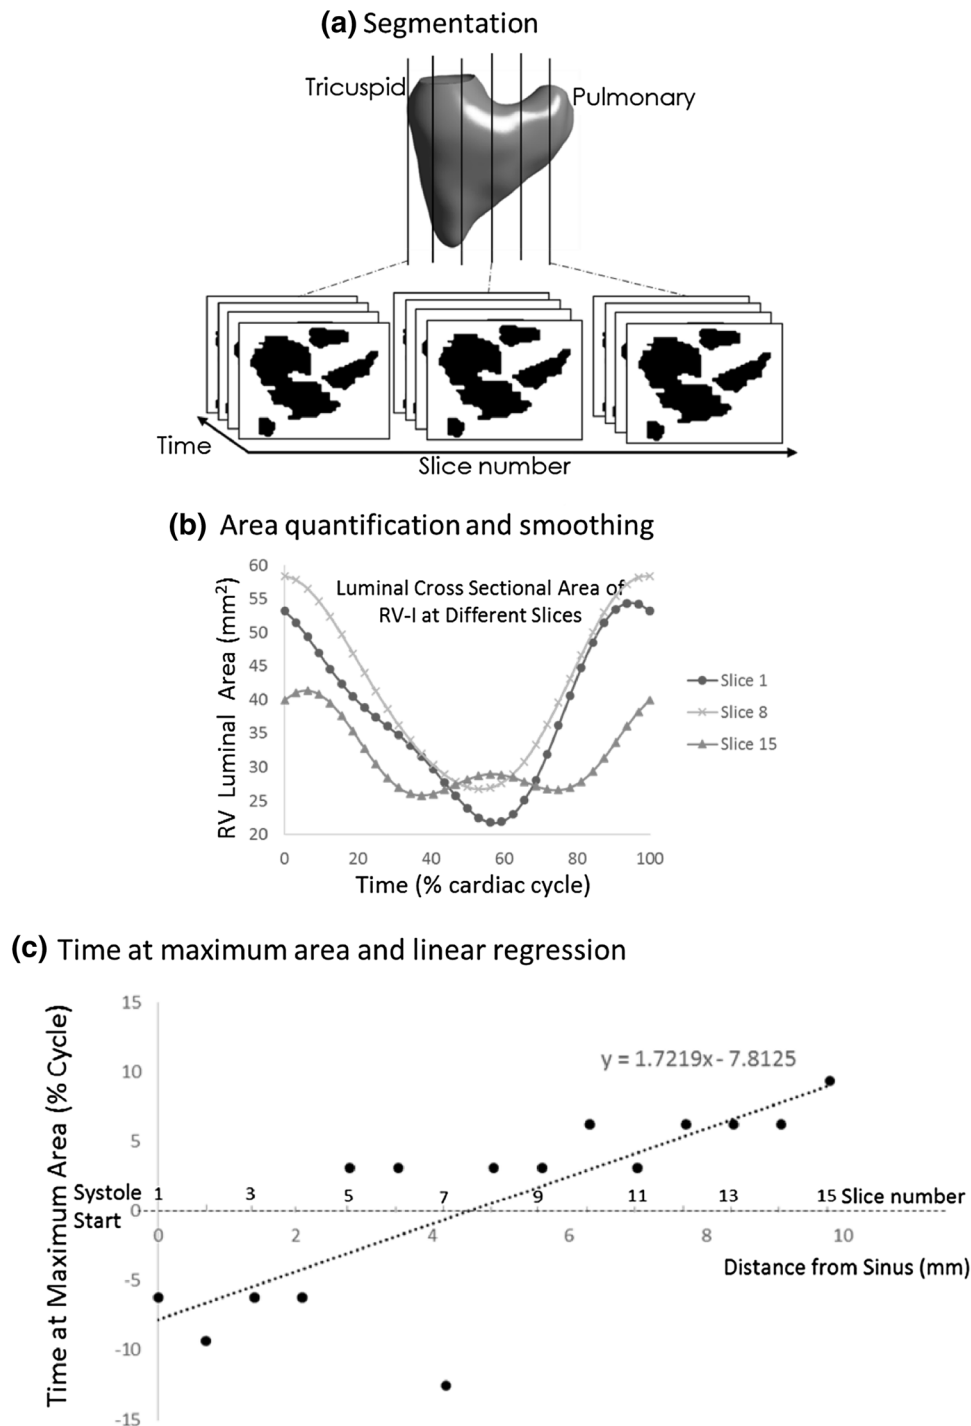 (a) Segmentation
Tricuspid
Pulmonary
Time
Slice number
(b) Area quantification and smoothing
Luminal Cross Sectional Area of
RV-I at Different Slices
RV Luminal Area (mm²)
60
55
50
45
40
35
30
25
20
0 20 40 60 80 100
Time (% cardiac cycle)
Slice 1
Slice 8
Slice 15
(c) Time at maximum area and linear regression
Time at Maximum Area (% Cycle)
15
10
5
0
-5
-10
-15
y = 1.7219x - 7.8125
Systole
Start
1 3 5 7 9 11 13 15 Slice number
0 2 4 6 8 10
Distance from Sinus (mm)